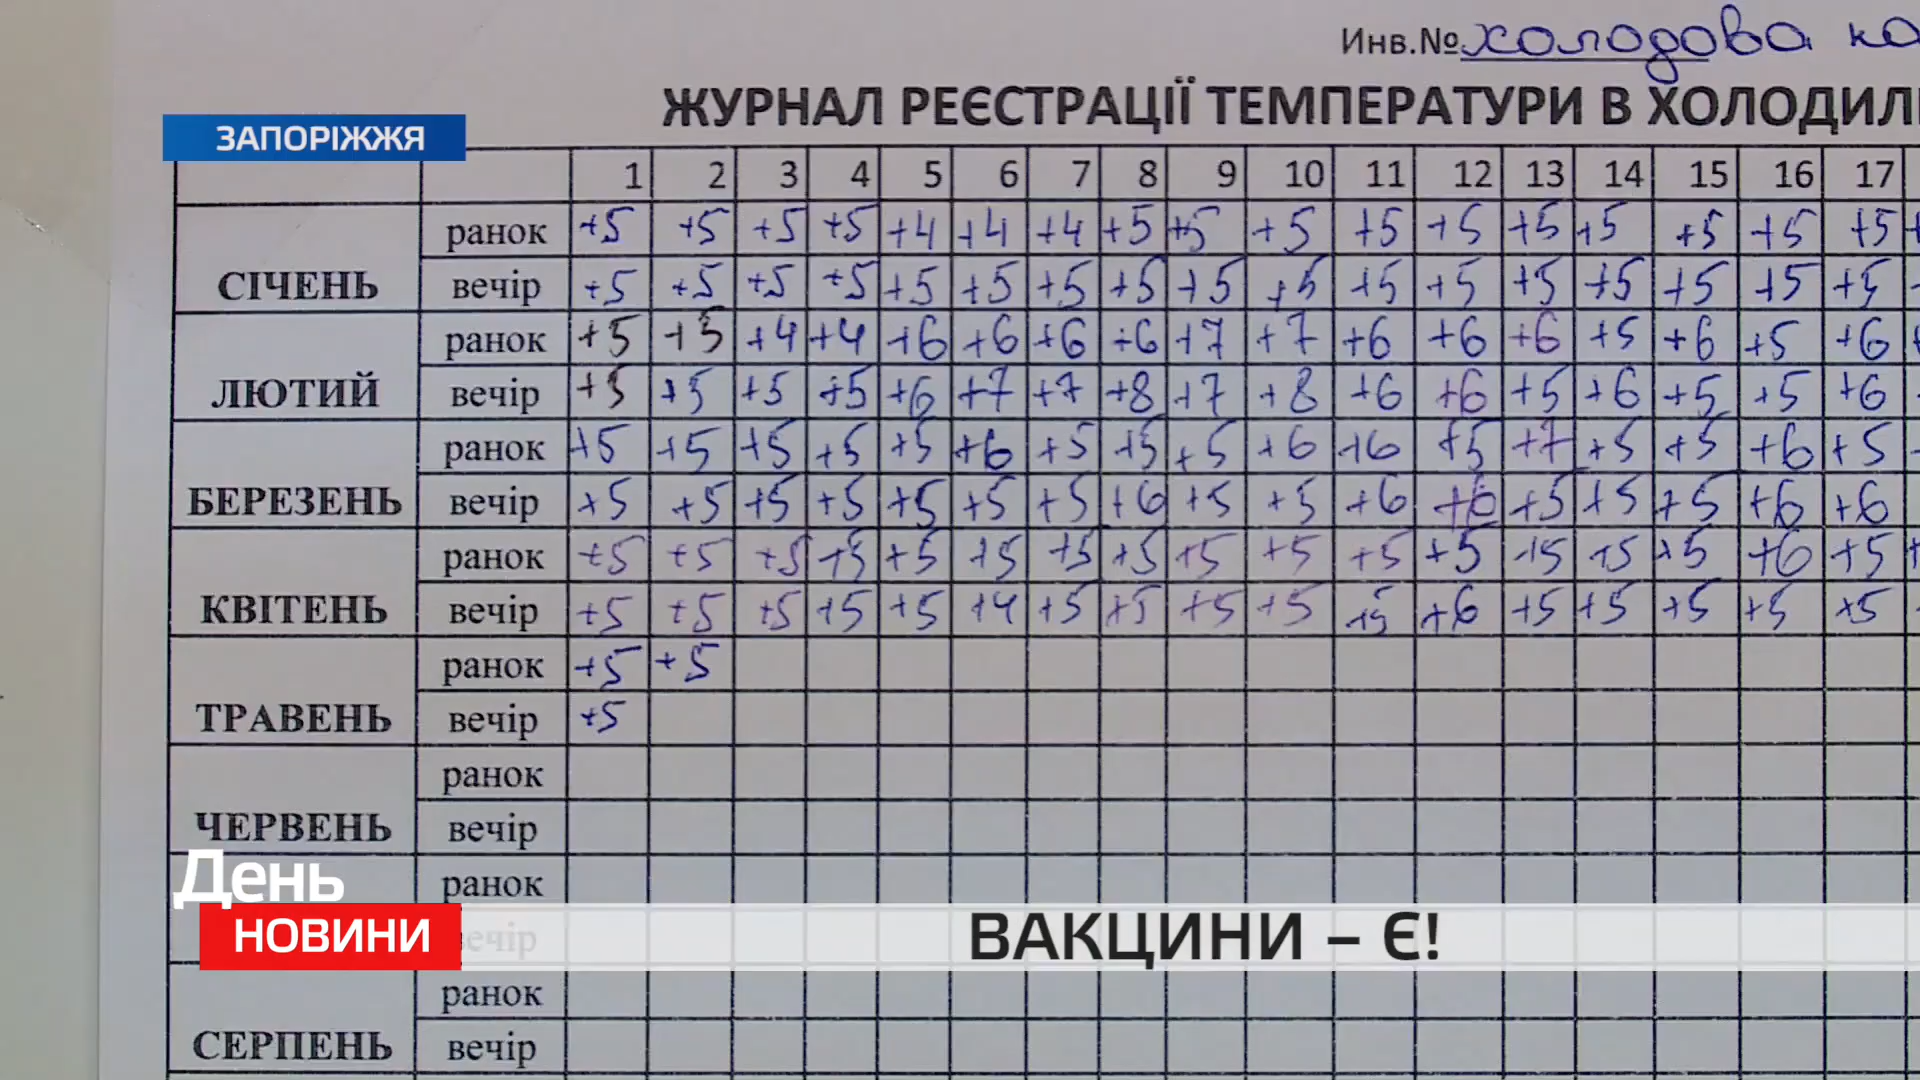 Инв.№ холодова ка
ЖУРНАЛ РЕЄСТРАЦІЇ ТЕМПЕРАТУРИ В ХОЛОДИЛЬ
ЗАПОРІЖЖЯ
1 2 3 4 5 6 7 8 9 10 11 12 13 14 15 16 17
СІЧЕНЬ
ранок +5 +5 +5 +5 +4 +4 +4 +5 +5 +5 +5 +5 +5 +5 +5 +5 +5
вечір +5 +5 +5 +5 +5 +5 +5 +5 +5 +5 +5 +5 +5 +5 +5 +5 +5
ЛЮТИЙ
ранок +5 +5 +4 +4 +6 +6 +6 +6 +7 +7 +6 +6 +6 +5 +6 +5 +6
вечір +5 +5 +5 +5 +6 +7 +7 +8 +7 +8 +6 +6 +5 +6 +5 +5 +6
БЕРЕЗЕНЬ
ранок +5 +5 +5 +5 +5 +6 +5 +5 +5 +6 +6 +5 +7 +5 +5 +6 +5
вечір +5 +5 +5 +5 +5 +5 +5 +6 +5 +5 +6 +6 +5 +5 +5 +6 +6
КВІТЕНЬ
ранок +5 +5 +5 +5 +5 +5 +5 +5 +5 +5 +5 +5 +5 +5 +5 +6 +5
вечір +5 +5 +5 +5 +5 +4 +5 +5 +5 +5 +5 +6 +5 +5 +5 +5 +5
ТРАВЕНЬ
ранок +5 +5
вечір +5
ЧЕРВЕНЬ
ранок
вечір
День
НОВИНИ
ранок
вечір
ВАКЦИНИ – Є!
СЕРПЕНЬ
ранок
вечір